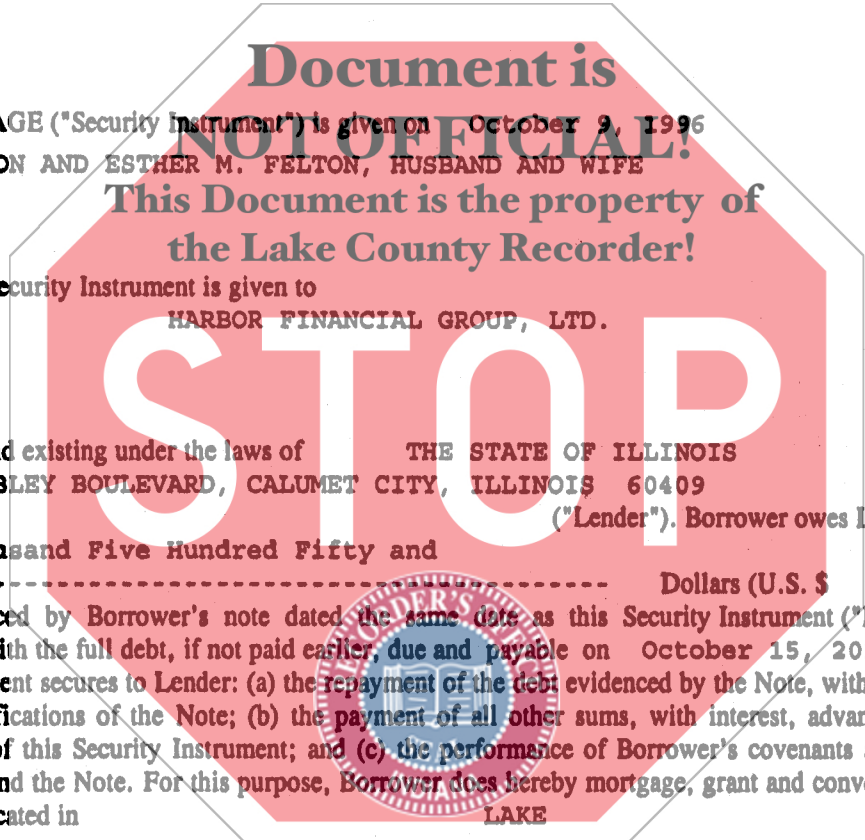 Document is
AGE ("Security Instrument") is given on October 9, 1996
NOT OFFICIAL!
ON AND ESTHER M. FELTON, HUSBAND AND WIFE
This Document is the property of
the Lake County Recorder!
ecurity Instrument is given to
HARBOR FINANCIAL GROUP, LTD.
STOP
d existing under the laws of THE STATE OF ILLINOIS
BLEY BOULEVARD, CALUMET CITY, ILLINOIS 60409
("Lender"). Borrower owes L
usand Five Hundred Fifty and
Dollars (U.S. $
ced by Borrower's note dated the same date as this Security Instrument ("
ith the full debt, if not paid earlier, due and payable on October 15, 20
ent secures to Lender: (a) the repayment of the debt evidenced by the Note, with
fications of the Note; (b) the payment of all other sums, with interest, advan
of this Security Instrument; and (c) the performance of Borrower's covenants
nd the Note. For this purpose, Borrower does hereby mortgage, grant and conve
cated in LAKE
INDIANA